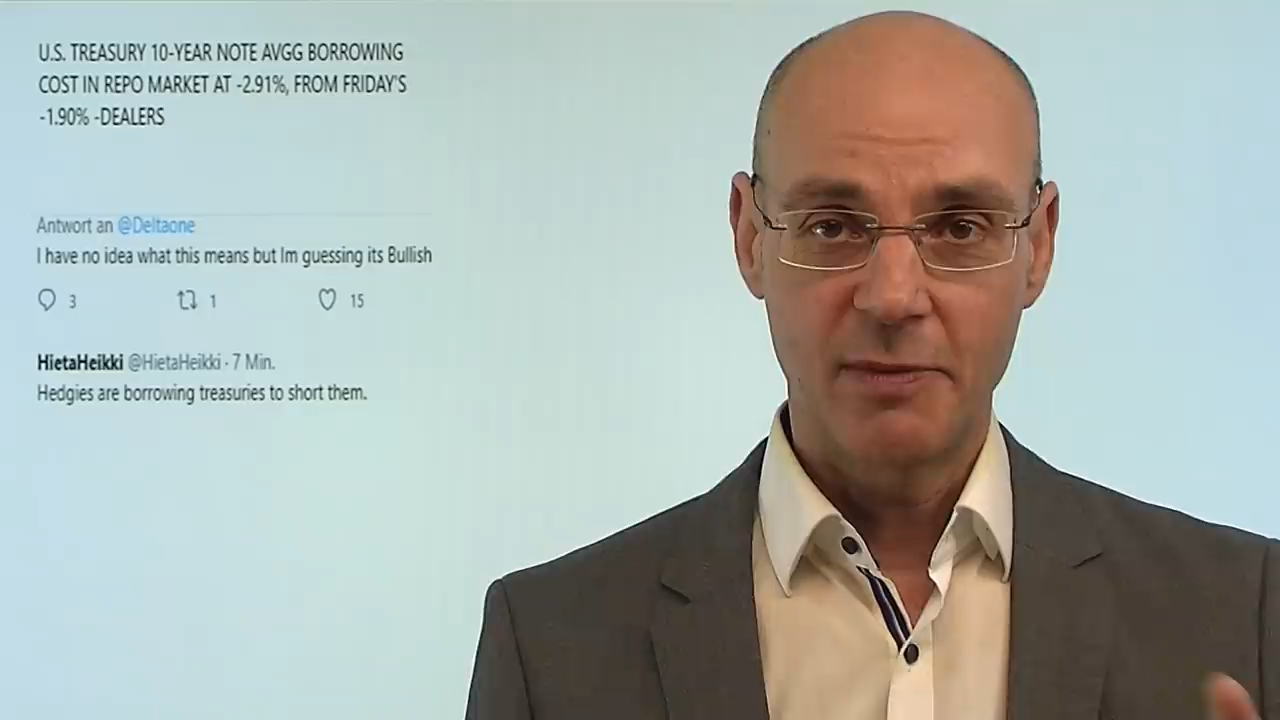 U.S. TREASURY 10-YEAR NOTE AVGG BORROWING
COST IN REPO MARKET AT -2.91%, FROM FRIDAY'S
-1.90% -DEALERS
Antwort an @Deltaone
I have no idea what this means but Im guessing its Bullish
3 1 15
HietaHeikki @HietaHeikki · 7 Min.
Hedgies are borrowing treasuries to short them.